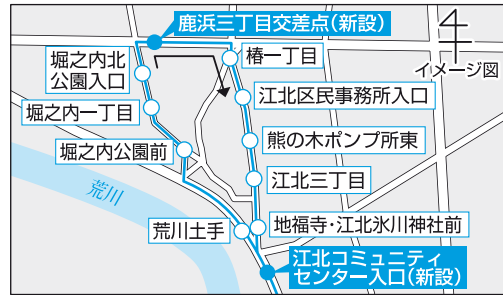 鹿浜三丁目交差点(新設)
イメージ図
堀之内北
公園入口
椿一丁目
堀之内一丁目
江北区民事務所入口
堀之内公園前
熊の木ポンプ所東
江北三丁目
荒川
荒川土手
地福寺・江北氷川神社前
江北コミュニティ
センター入口(新設)